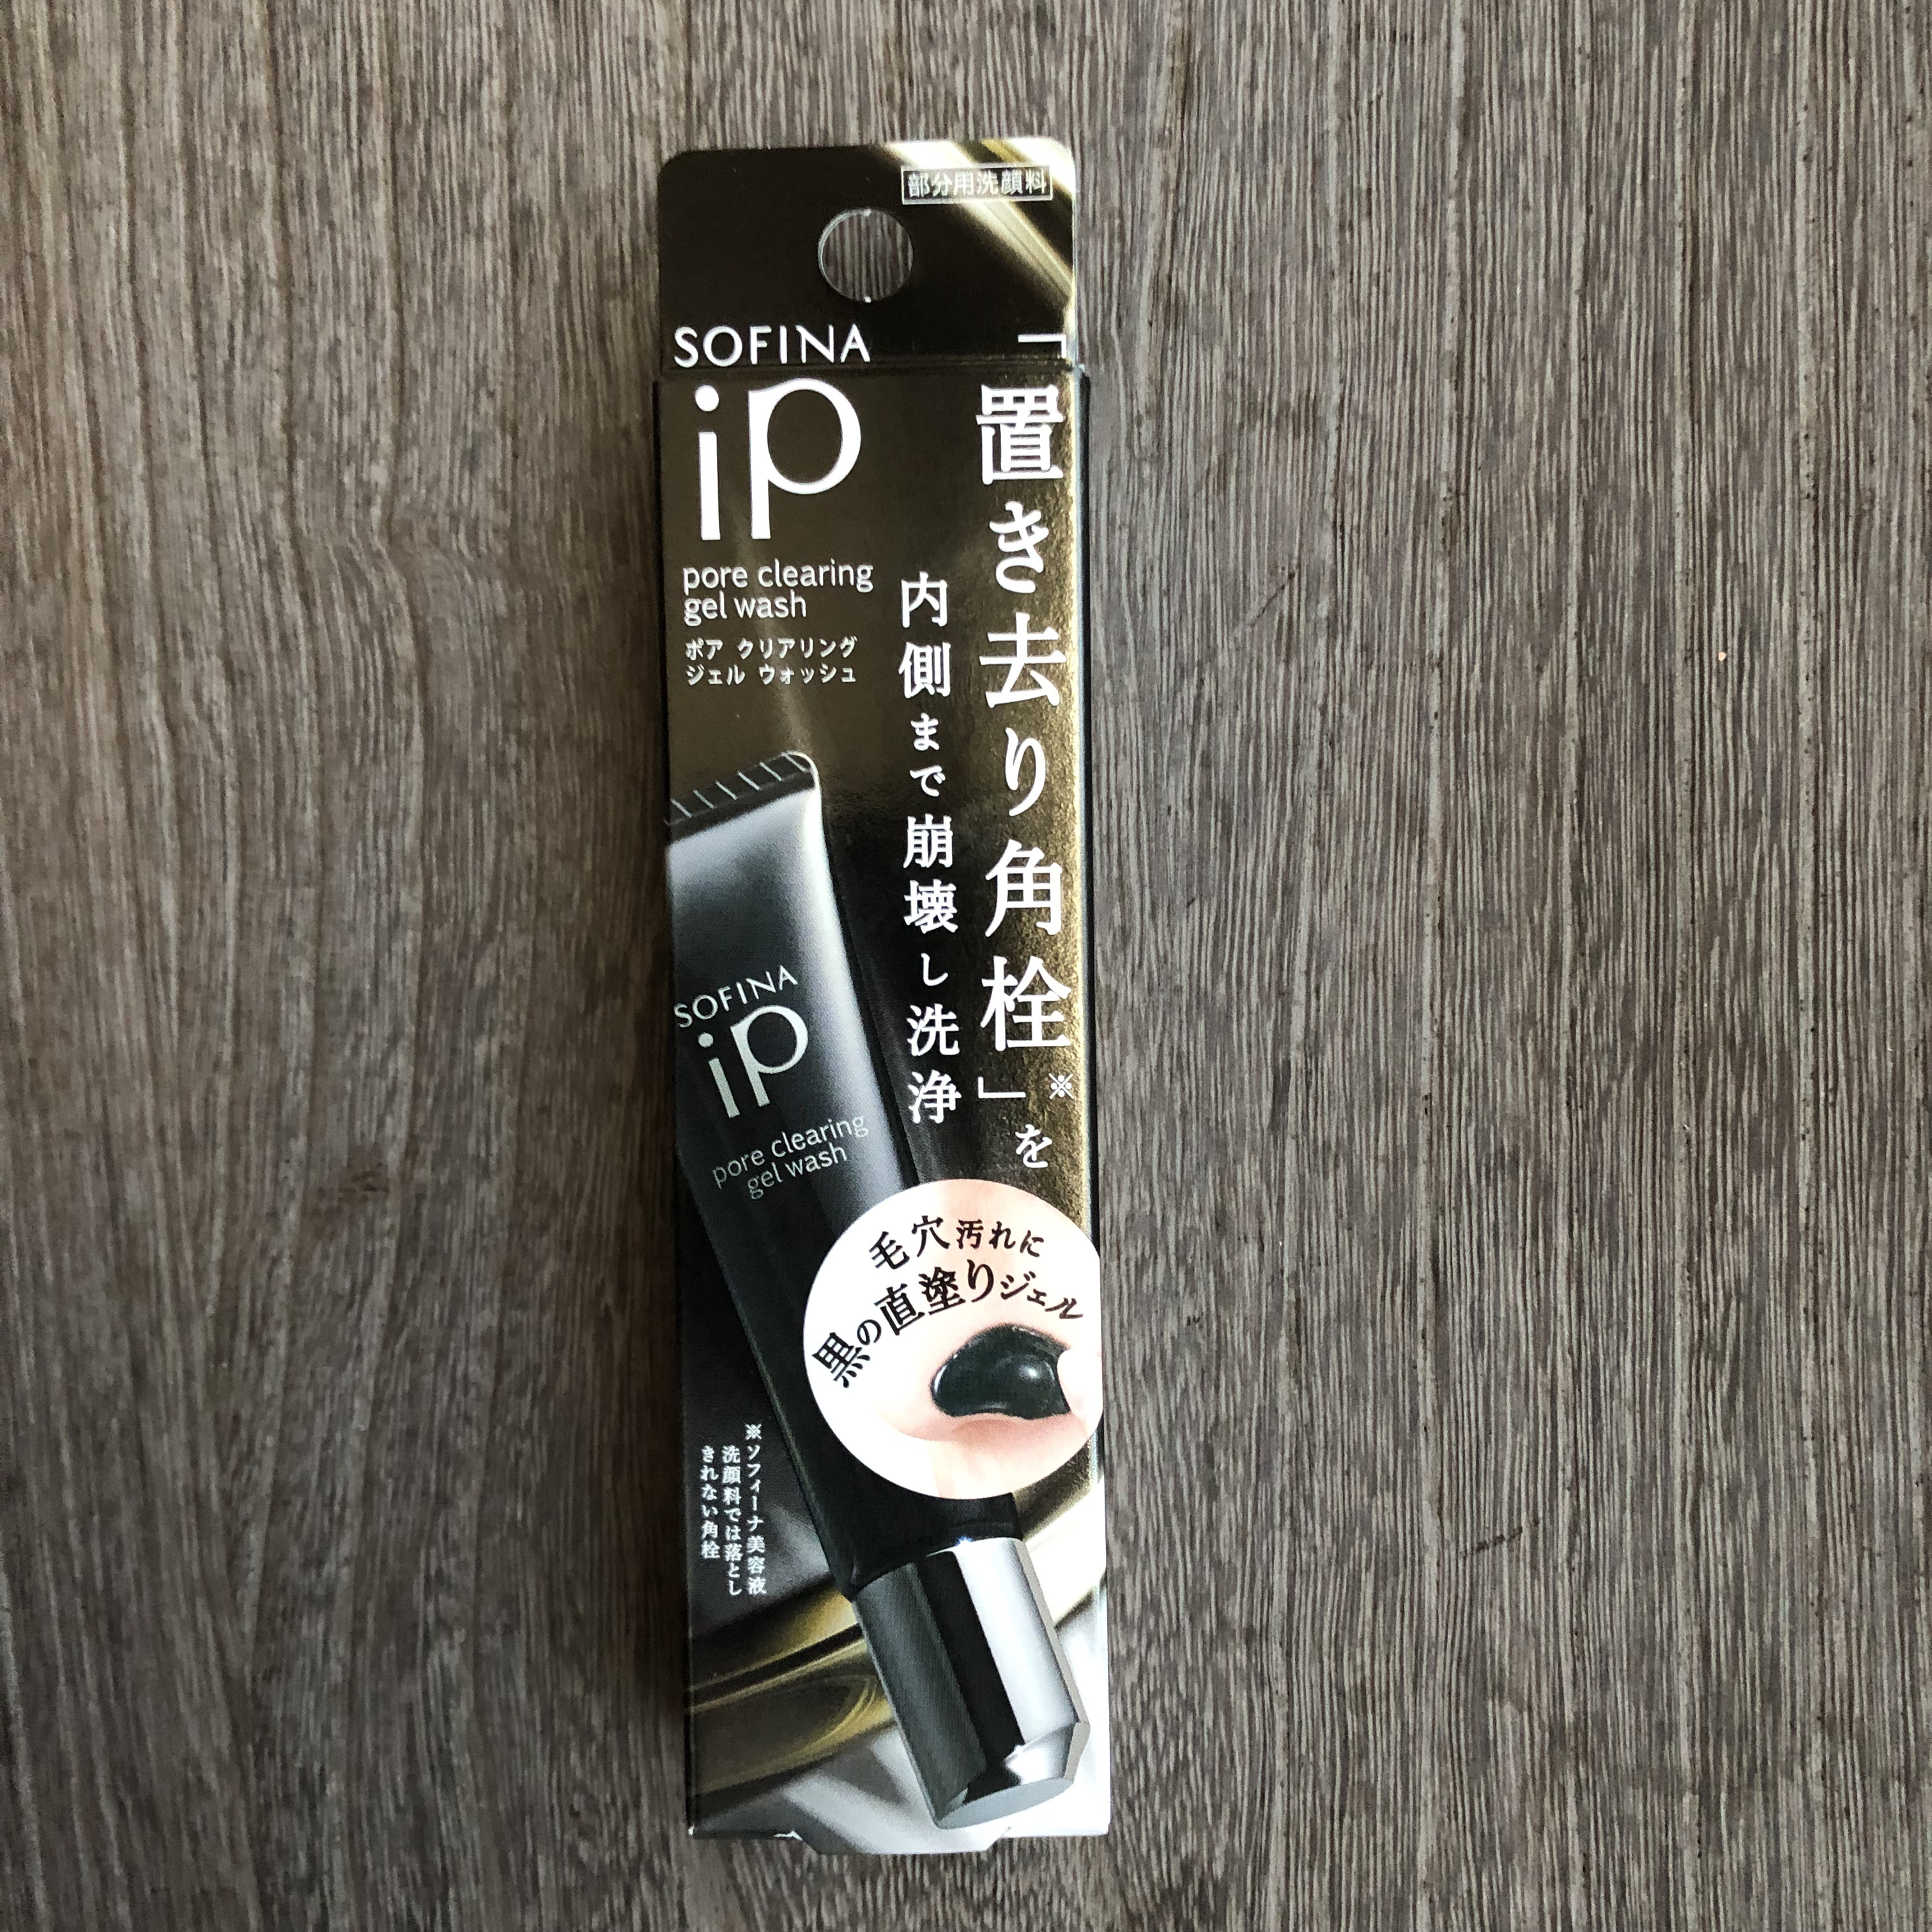 部分用洗顔料
SOFINA
ip
pore clearing
gel wash
ポア クリアリング
ジェル ウォッシュ
「置き去り角栓※」を
内側まで崩壊し洗浄
SOFINA
ip
pore clearing
gel wash
毛穴汚れに
黒の直塗りジェル
※ソフィーナ美容液
洗顔料では落とし
きれない角栓